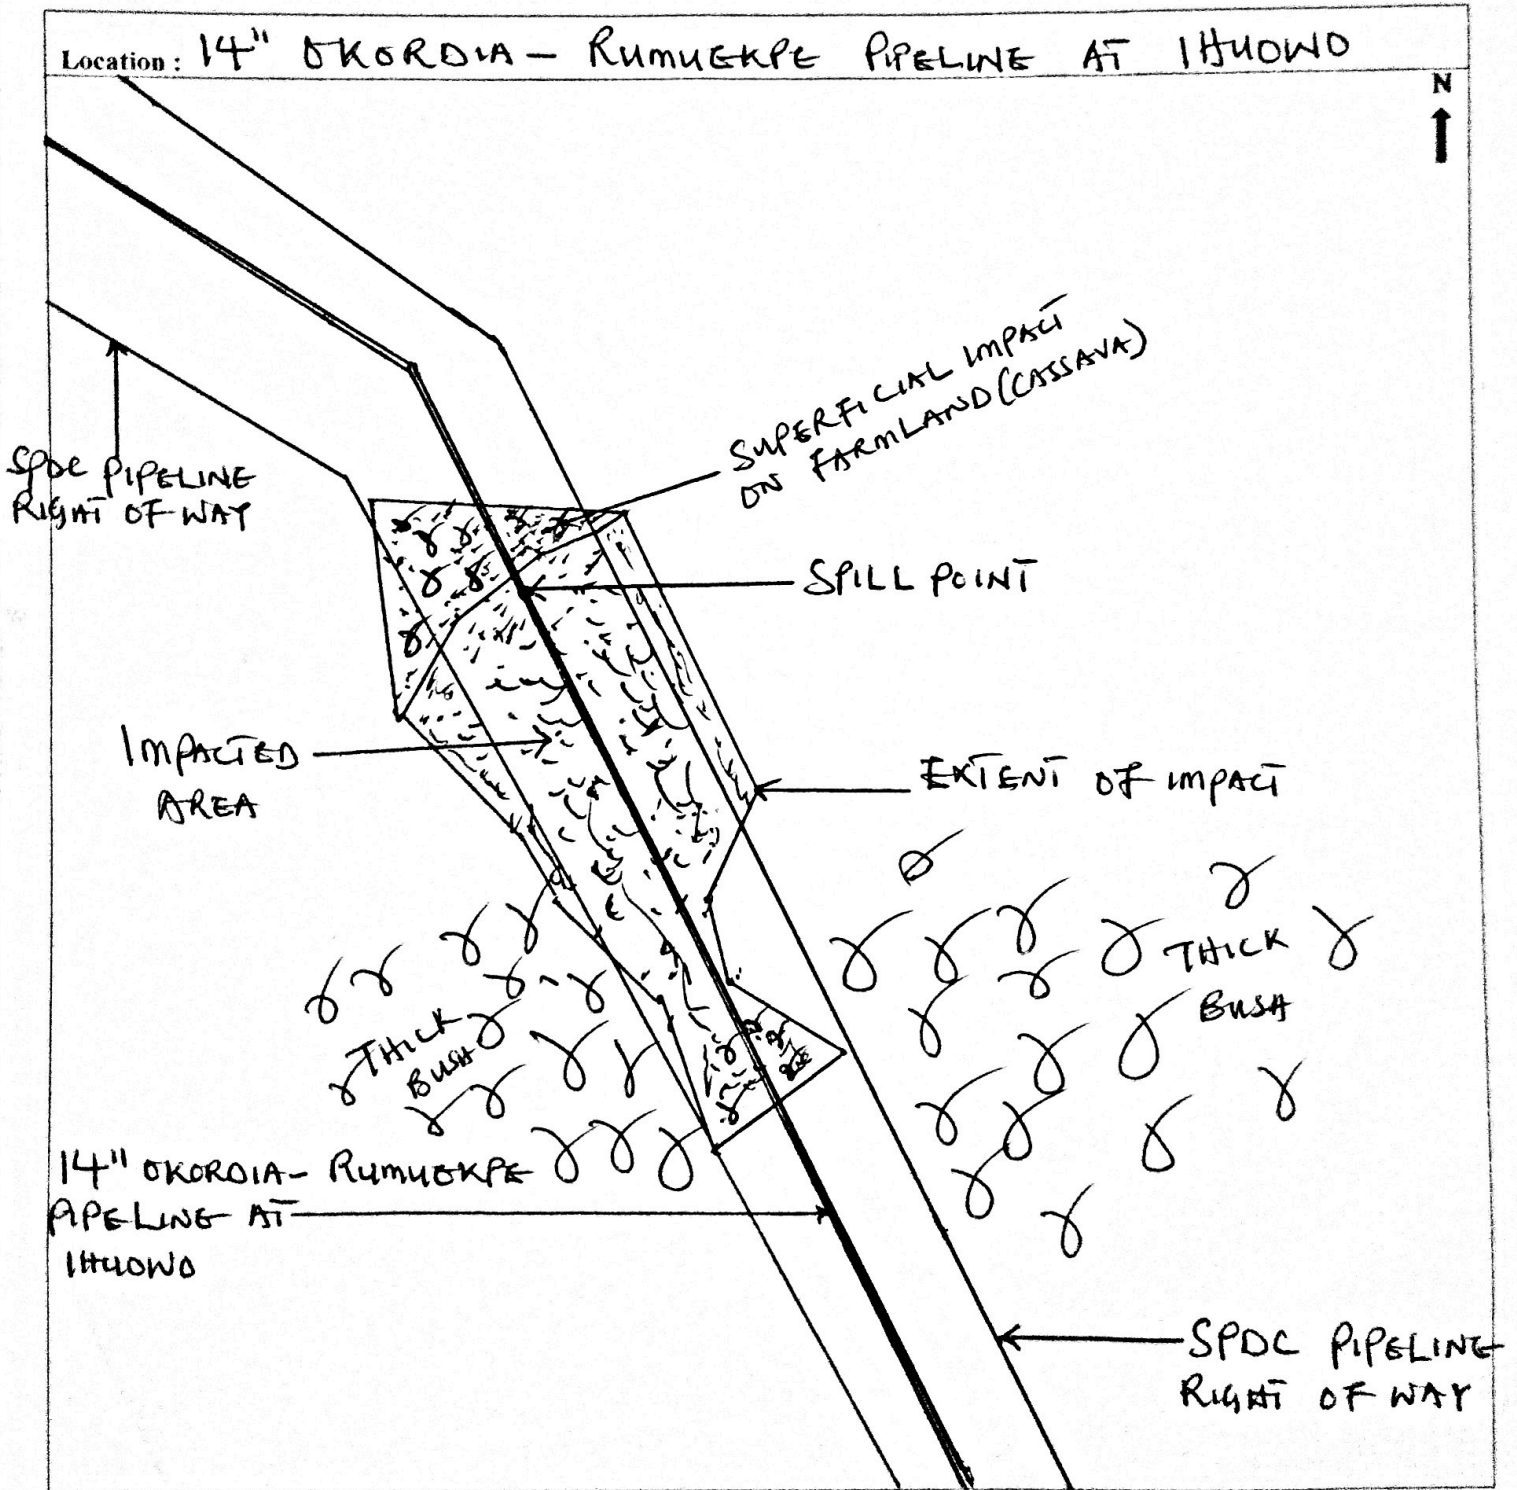 Location : 14" OKORDIA - RUMUEKPE PIPELINE AT IHUOWO
N
SUPERFICIAL IMPACT
ON FARMLAND (CASSAVA)
SPDC PIPELINE
RIGHT OF WAY
SPILL POINT
IMPACTED
AREA
EXTENT OF IMPACT
THICK
BUSH
THICK
BUSH
14" OKORDIA - RUMUEKPE
PIPELINE AT
IHUOWO
SPDC PIPELINE
RIGHT OF WAY